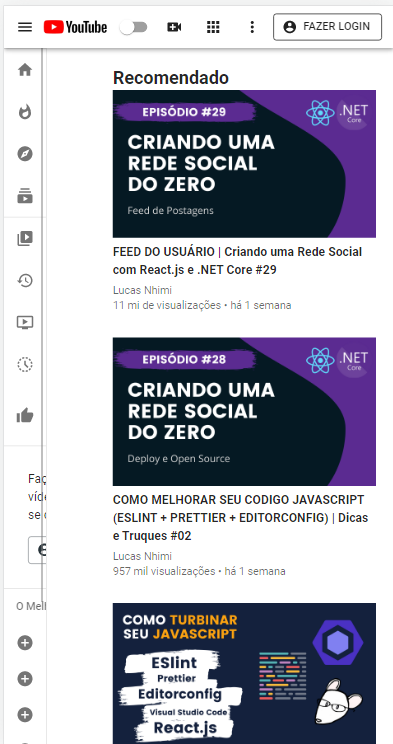 YouTube
FAZER LOGIN
Recomendado
EPISÓDIO #29
.NET
Core
CRIANDO UMA
REDE SOCIAL
DO ZERO
Feed de Postagens
FEED DO USUÁRIO | Criando uma Rede Social
com React.js e .NET Core #29
Lucas Nhimi
11 mi de visualizações • há 1 semana
EPISÓDIO #28
.NET
Core
CRIANDO UMA
REDE SOCIAL
DO ZERO
Deploy e Open Source
COMO MELHORAR SEU CODIGO JAVASCRIPT
(ESLINT + PRETTIER + EDITORCONFIG) | Dicas
e Truques #02
Lucas Nhimi
957 mil visualizações • há 1 semana
Faç
víde
se c
O Mel
COMO TURBINAR
SEU JAVASCRIPT
ESlint
Prettier
Editorconfig
Visual Studio Code
React.js